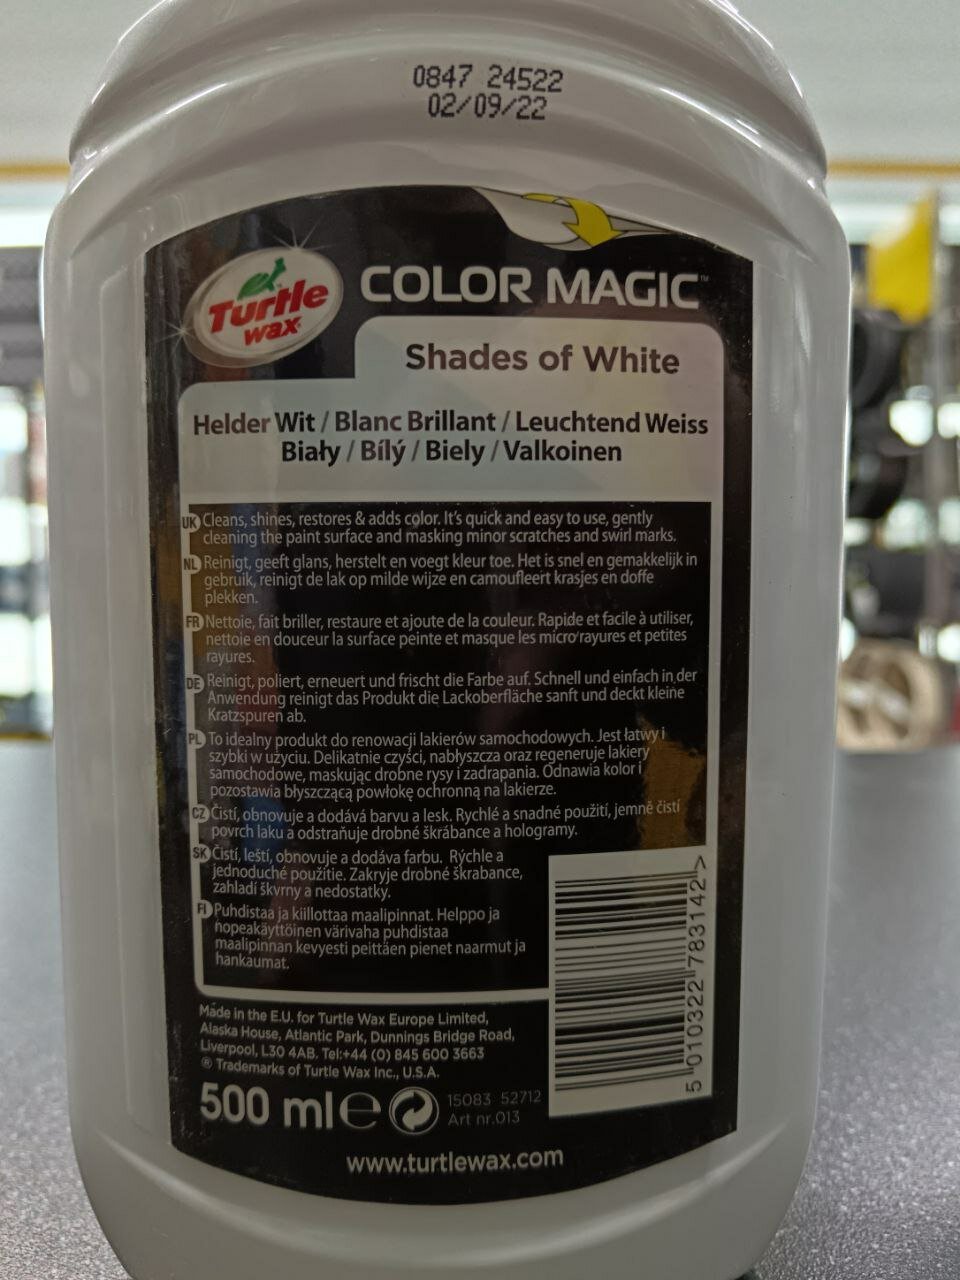 0847 24522
02/09/22
Turtle
wax
COLOR MAGIC™
Shades of White
Helder Wit / Blanc Brillant / Leuchtend Weiss
Biały / Bílý / Biely / Valkoinen
UK Cleans, shines, restores & adds color. It's quick and easy to use, gently
cleaning the paint surface and masking minor scratches and swirl marks.
NL Reinigt, geeft glans, herstelt en voegt kleur toe. Het is snel en gemakkelijk in
gebruik, reinigt de lak op milde wijze en camoufleert krasjes en doffe
plekken.
FR Nettoie, fait briller, restaure et ajoute de la couleur. Rapide et facile à utiliser,
nettoie en douceur la surface peinte et masque les micro rayures et petites
rayures.
DE Reinigt, poliert, erneuert und frischt die Farbe auf. Schnell und einfach in der
Anwendung reinigt das Produkt die Lackoberfläche sanft und deckt kleine
Kratzspuren ab.
PL To idealny produkt do renowacji lakierów samochodowych. Jest łatwy i
szybki w użyciu. Delikatnie czyści, nabłyszcza oraz regeneruje lakiery
samochodowe, maskując drobne rysy i zadrapania. Odnawia kolor i
pozostawia błyszczącą powłokę ochronną na lakierze.
CZ Čistí, obnovuje a dodává barvu a lesk. Rychlé a snadné použití, jemně čistí
povrch laku a odstraňuje drobné škrábance a hologramy.
SK Čistí, leští, obnovuje a dodáva farbu. Rýchle a
jednoduché použitie. Zakryje drobné škrabance,
zahladí škvrny a nedostatky.
FI Puhdistaa ja kiillottaa maalipinnat. Helppo ja
nopeakäyttöinen värivaha puhdistaa
maalipinnan kevyesti peittäen pienet naarmut ja
hankaumat.
5 010322 783142 >
Made in the E.U. for Turtle Wax Europe Limited,
Alaska House, Atlantic Park, Dunnings Bridge Road,
Liverpool, L30 4AB. Tel:+44 (0) 845 600 3663
® Trademarks of Turtle Wax Inc., U.S.A.
500 ml e
15083 52712
Art nr.013
www.turtlewax.com